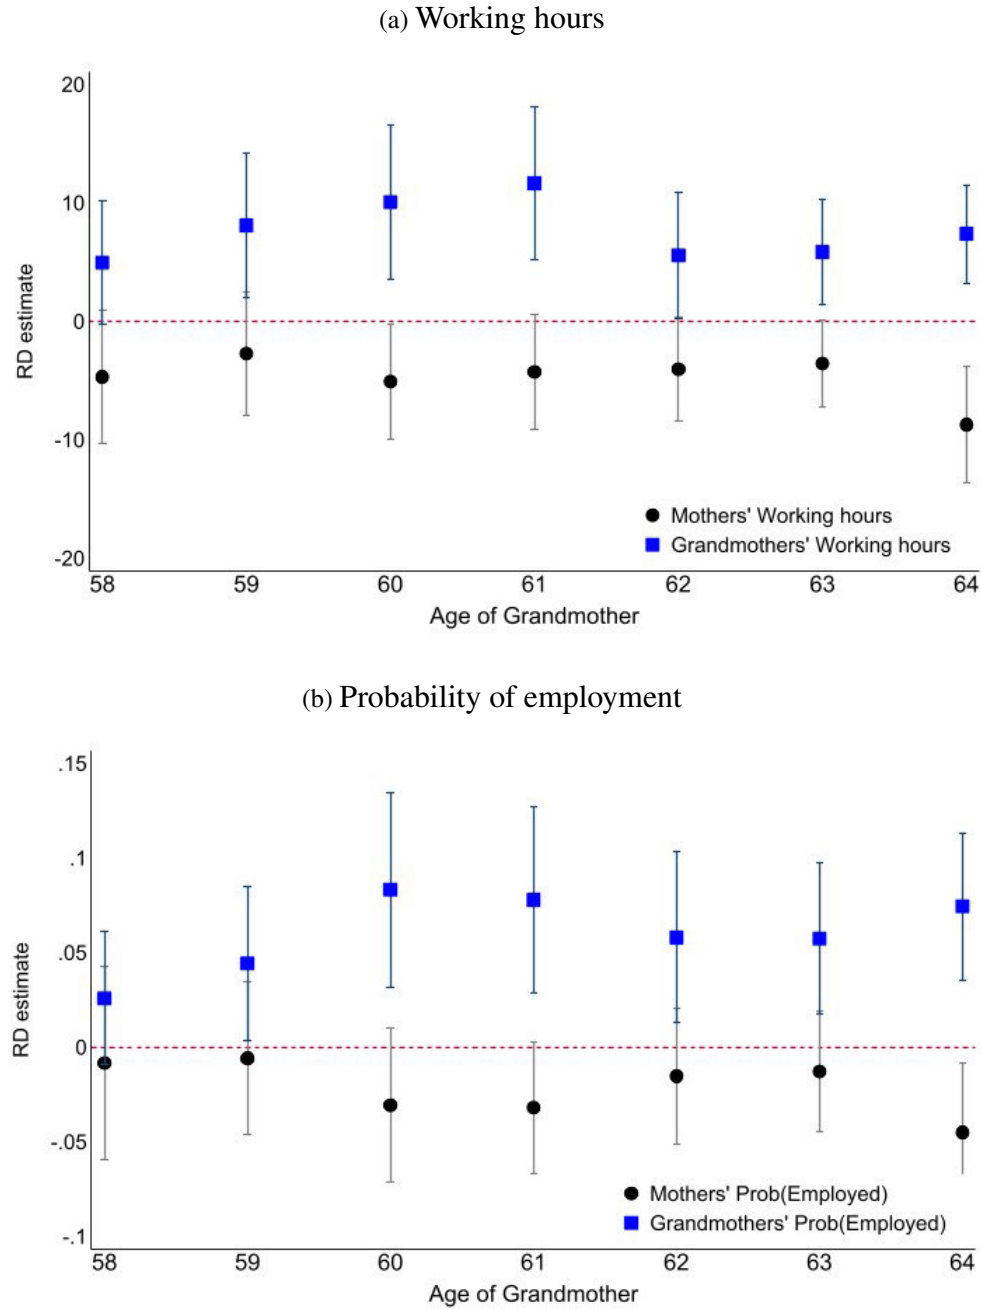 (a) Working hours
20
10
0
-10
-20
RD estimate
58 59 60 61 62 63 64
Age of Grandmother
Mothers' Working hours
Grandmothers' Working hours
(b) Probability of employment
.15
.1
.05
0
-.05
-.1
RD estimate
58 59 60 61 62 63 64
Age of Grandmother
Mothers' Prob(Employed)
Grandmothers' Prob(Employed)